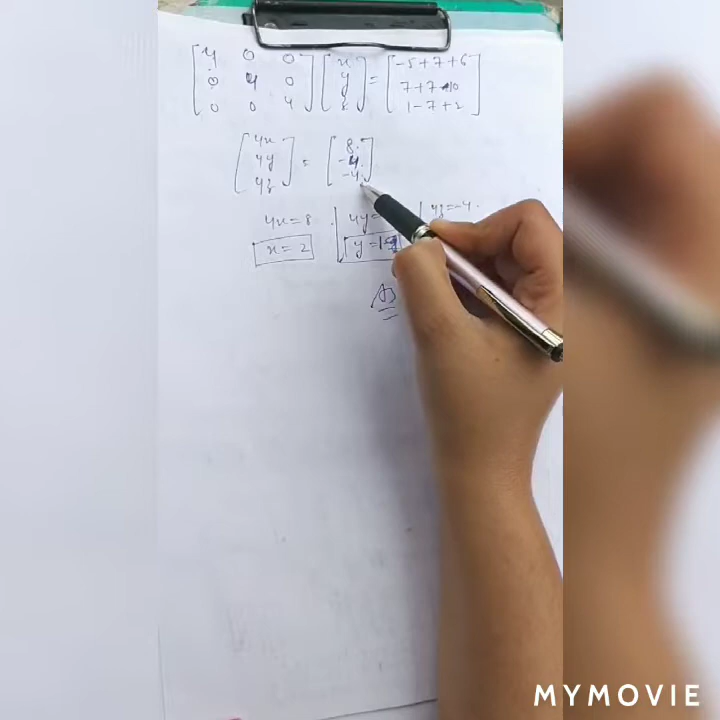 [4 0 0] [x] = [-5+7+6]
[0 4 0] [y] [7+7-10]
[0 0 4] [z] [1-7+2]
[4x] = [8]
[4y] [-4]
[4z] [-4]
4x=8 | 4y= | 4z=-4
x=2 | y=
MYMOVIE